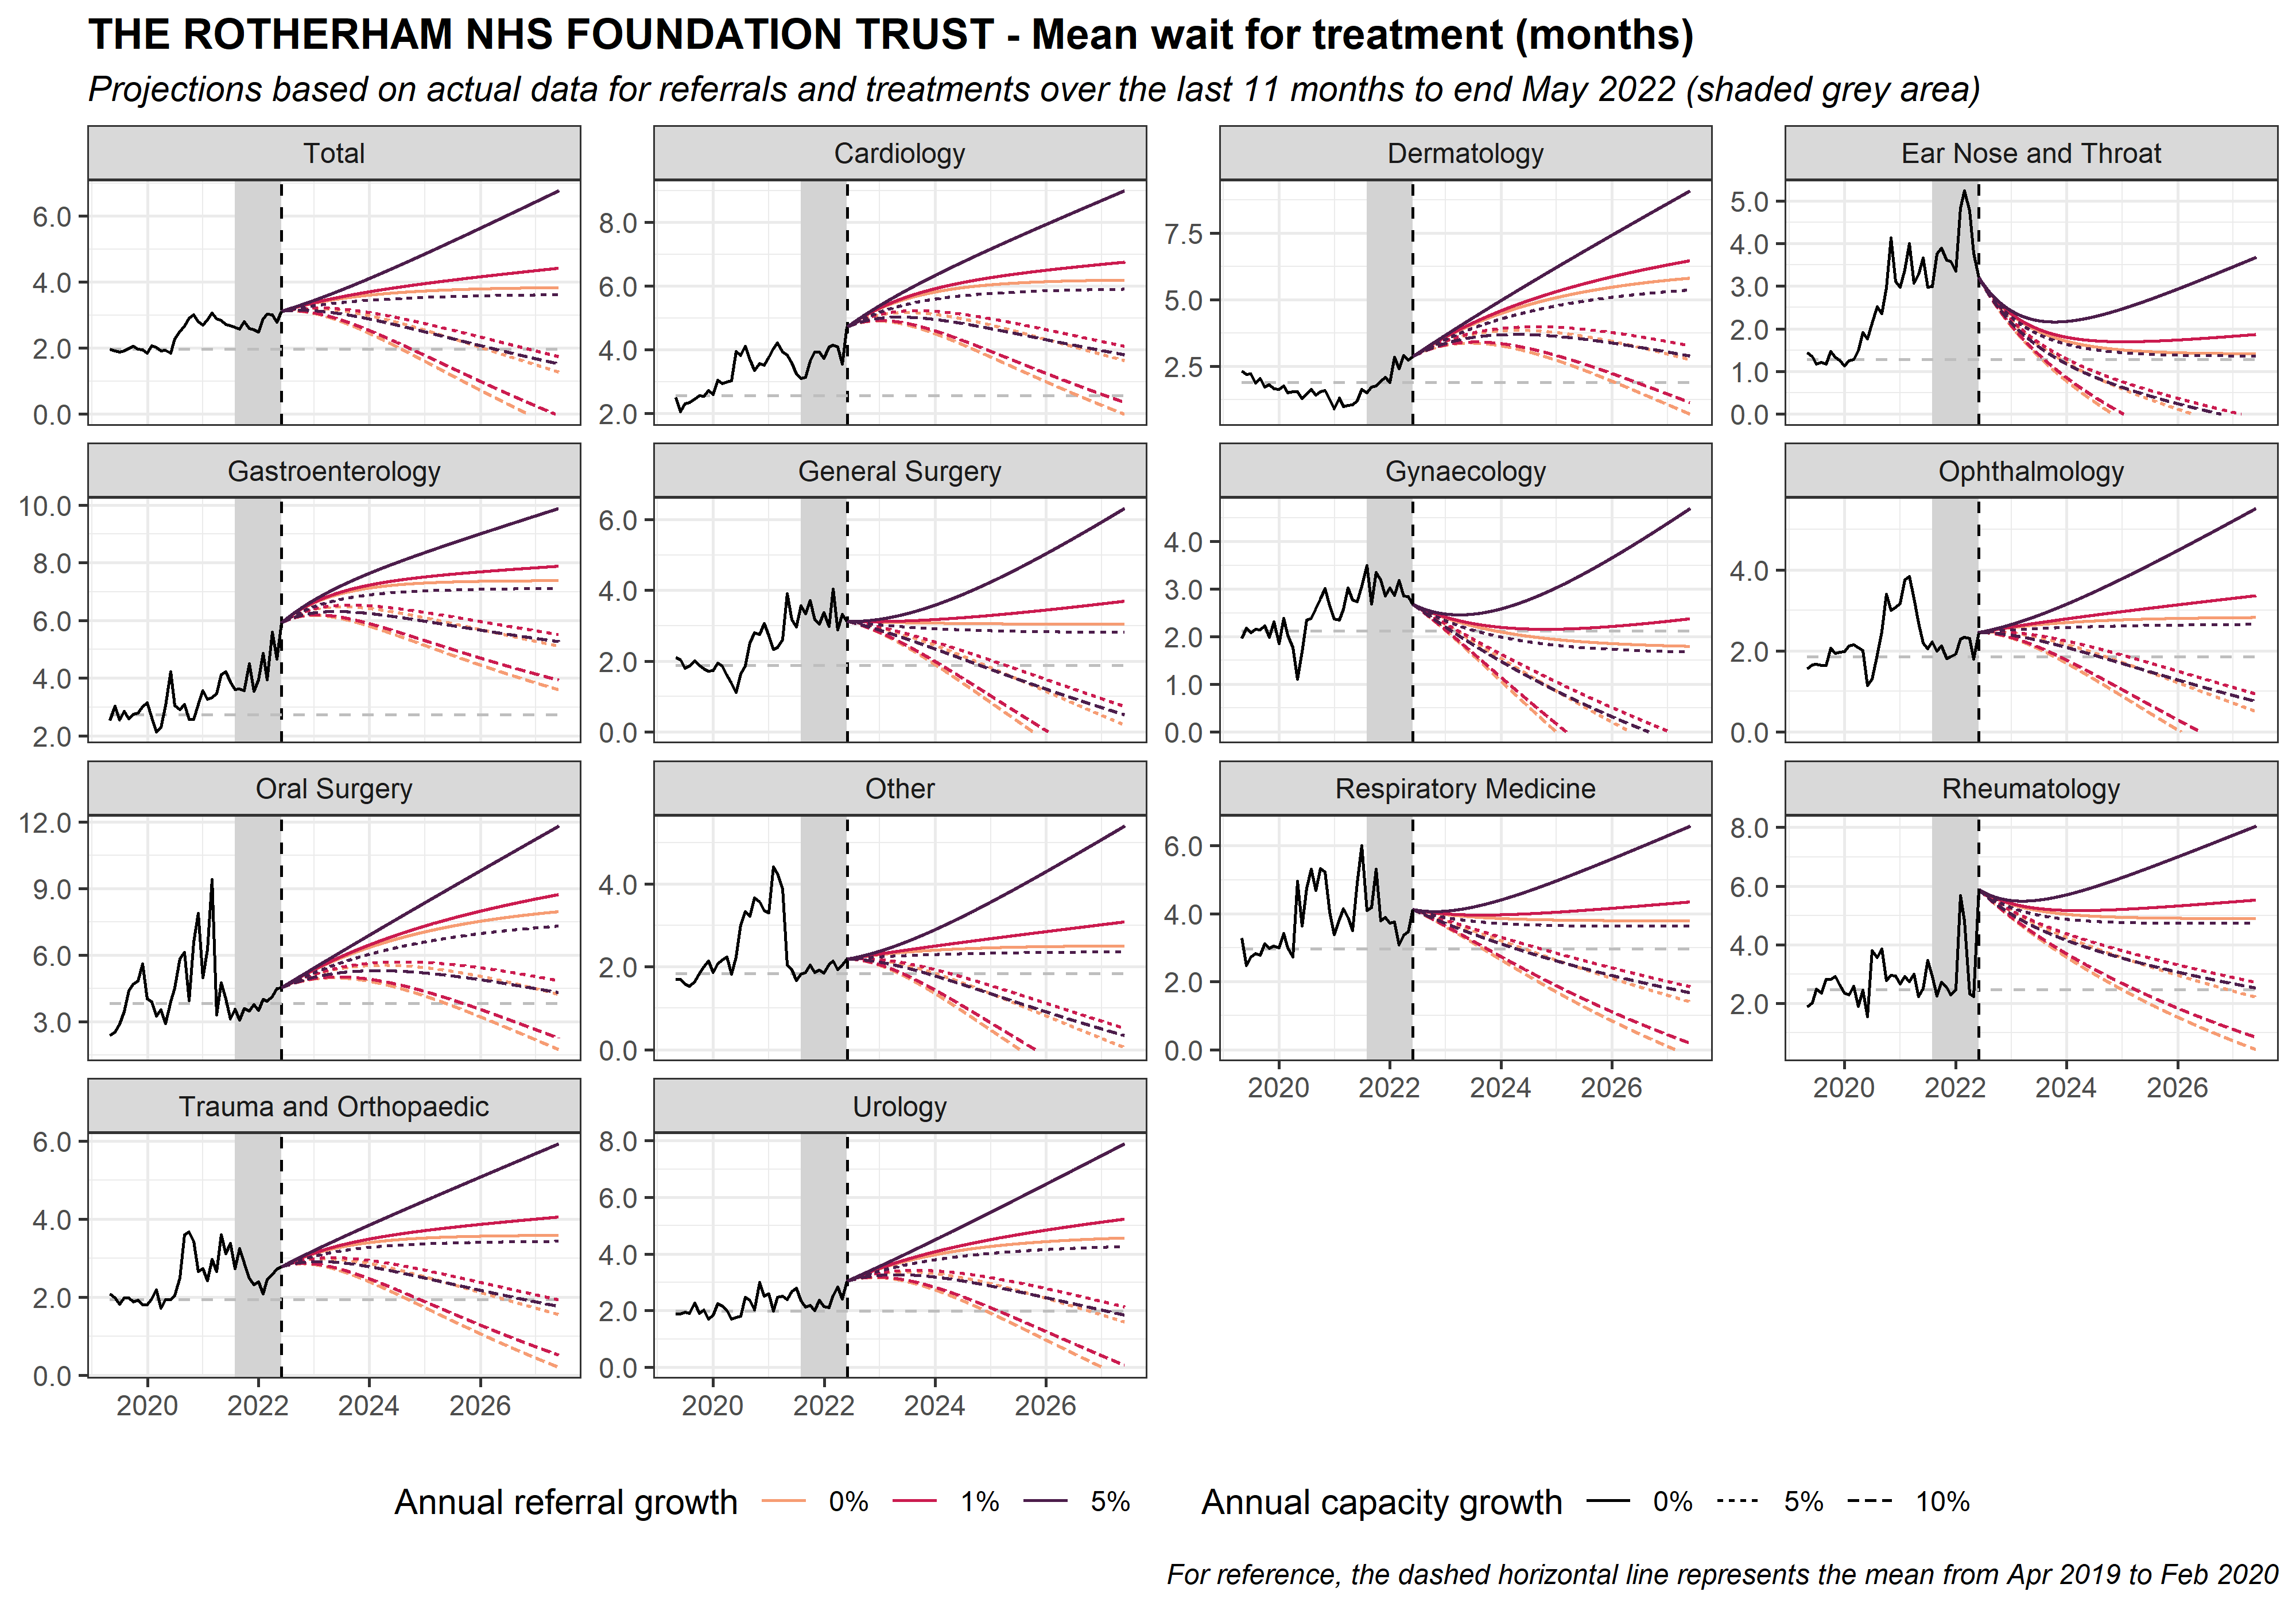 THE ROTHERHAM NHS FOUNDATION TRUST - Mean wait for treatment (months)
Projections based on actual data for referrals and treatments over the last 11 months to end May 2022 (shaded grey area)
Total
6.0
4.0
2.0
0.0
Cardiology
8.0
6.0
4.0
2.0
Dermatology
7.5
5.0
2.5
Ear Nose and Throat
5.0
4.0
3.0
2.0
1.0
0.0
Gastroenterology
10.0
8.0
6.0
4.0
2.0
General Surgery
6.0
4.0
2.0
0.0
Gynaecology
4.0
3.0
2.0
1.0
0.0
Ophthalmology
4.0
2.0
0.0
Oral Surgery
12.0
9.0
6.0
3.0
Other
4.0
2.0
0.0
Respiratory Medicine
6.0
4.0
2.0
0.0
2020 2022 2024 2026
Rheumatology
8.0
6.0
4.0
2.0
2020 2022 2024 2026
Trauma and Orthopaedic
6.0
4.0
2.0
0.0
2020 2022 2024 2026
Urology
8.0
6.0
4.0
2.0
0.0
2020 2022 2024 2026
Annual referral growth 0% 1% 5%
Annual capacity growth 0% 5% 10%
For reference, the dashed horizontal line represents the mean from Apr 2019 to Feb 2020